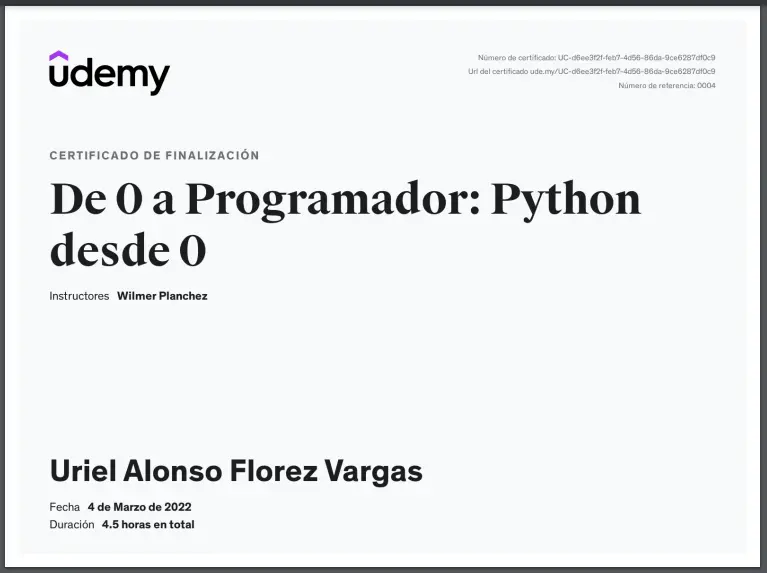 udemy
Número de certificado: UC-d6ee3f2f-feb7-4d56-86da-9ce6287df0c9
Url del certificado ude.my/UC-d6ee3f2f-feb7-4d56-86da-9ce6287df0c9
Número de referencia: 0004
CERTIFICADO DE FINALIZACIÓN
De 0 a Programador: Python
desde 0
Instructores Wilmer Planchez
Uriel Alonso Florez Vargas
Fecha 4 de Marzo de 2022
Duración 4.5 horas en total